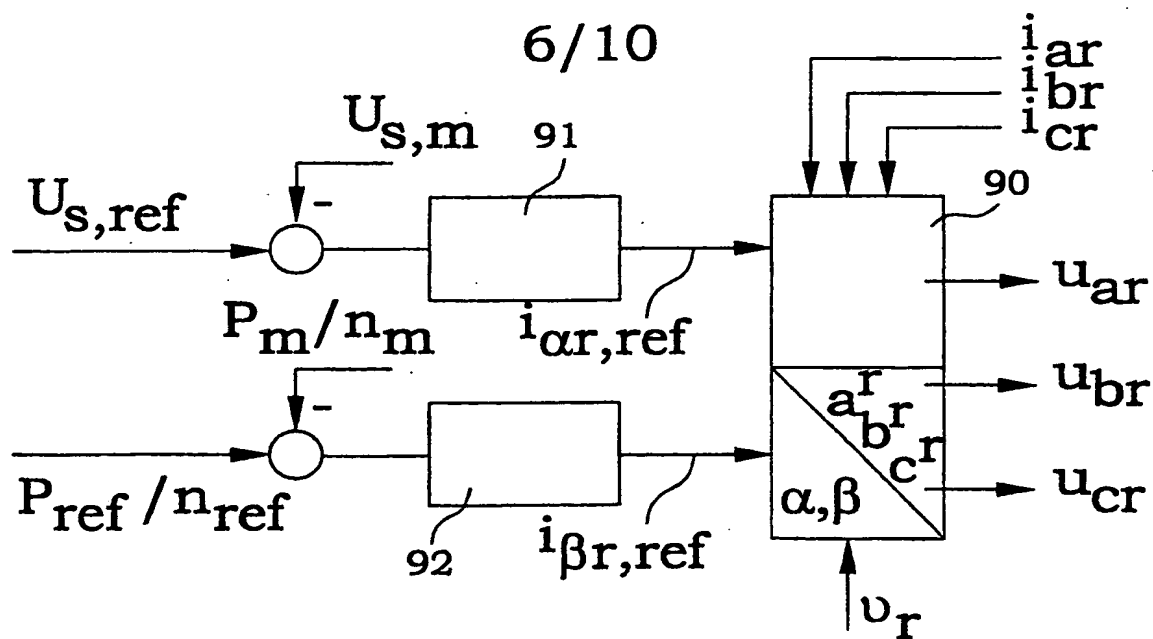 6/10
i_ar
i_br
i_cr
U_s,m
91
90
U_s,ref
u_ar
P_m/n_m
i_αr,ref
a^r
b^r
c^r
u_br
P_ref /n_ref
92
i_βr,ref
α,β
u_cr
υ_r